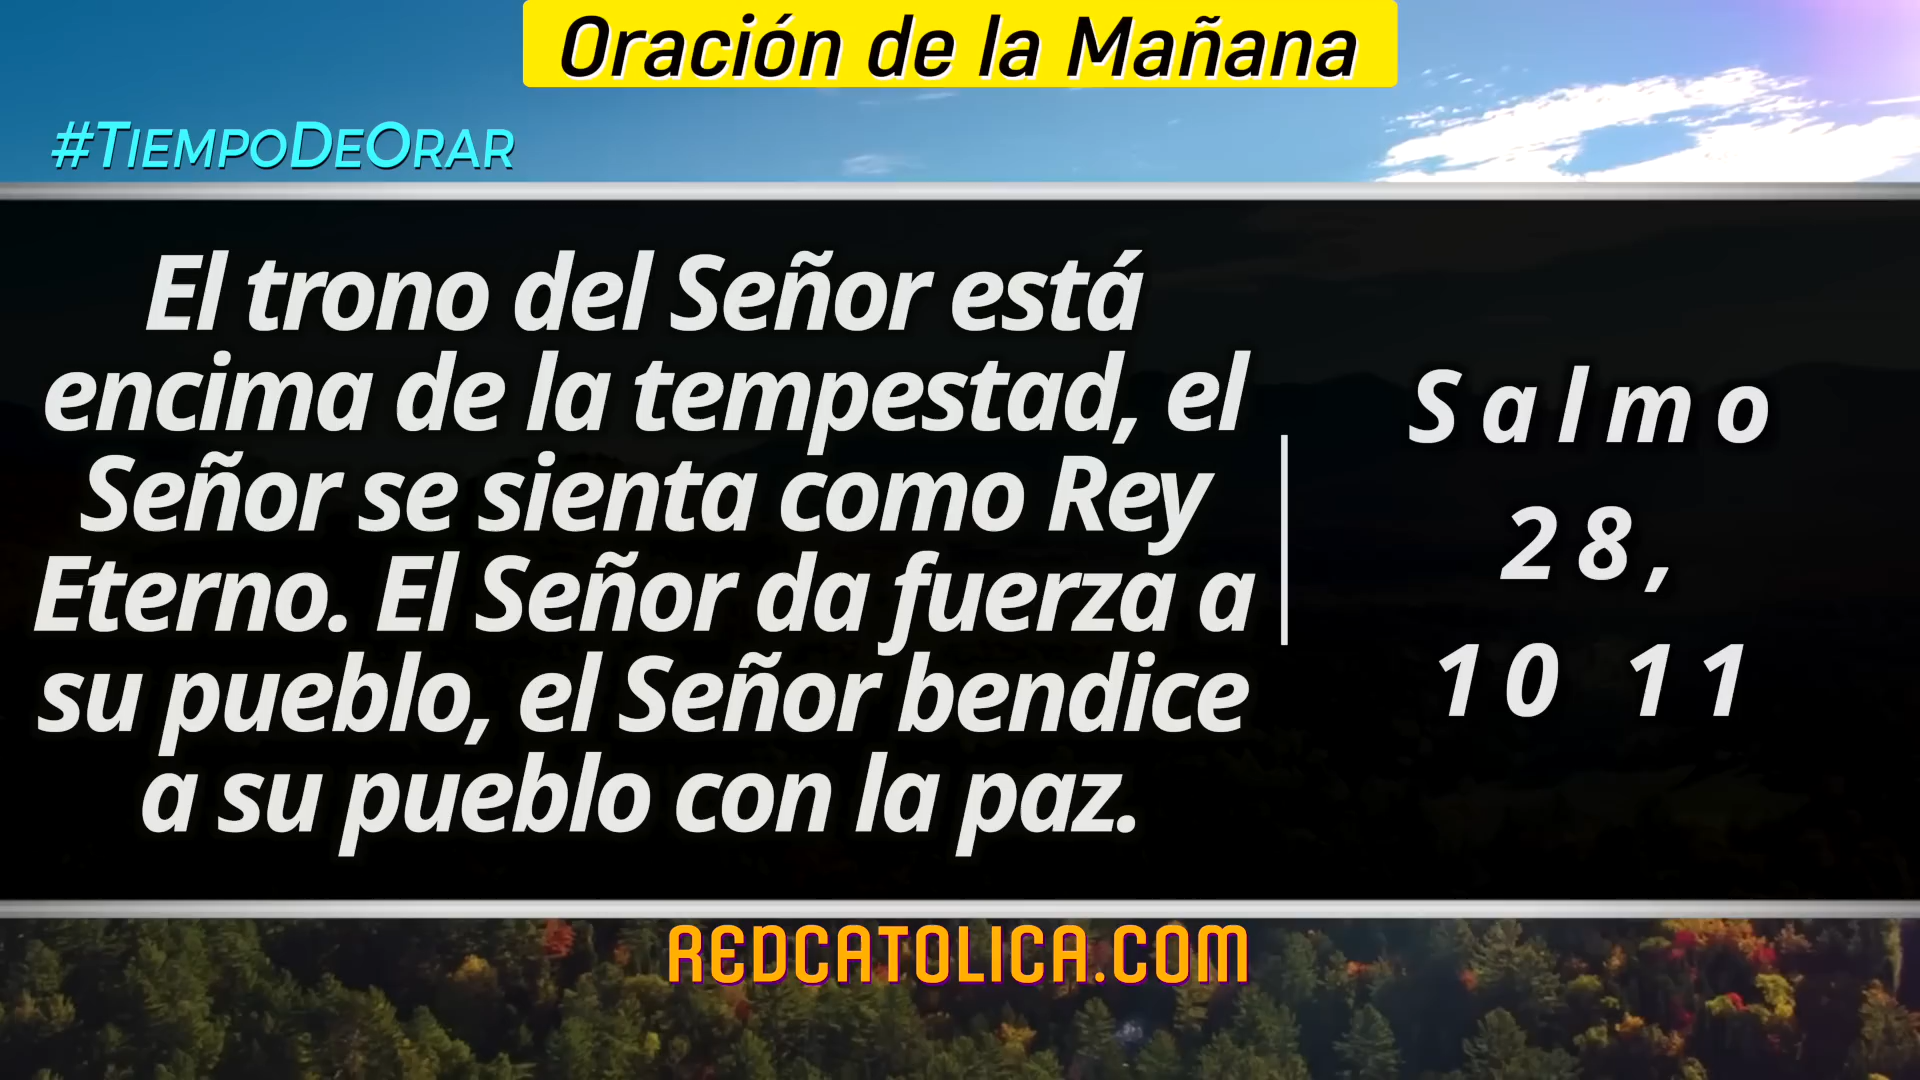 Oración de la Mañana
#TiempoDeOrar
El trono del Señor está
encima de la tempestad, el
Señor se sienta como Rey
Eterno. El Señor da fuerza a
su pueblo, el Señor bendice
a su pueblo con la paz.
Salmo
28,
10 11
REDCATOLICA.COM